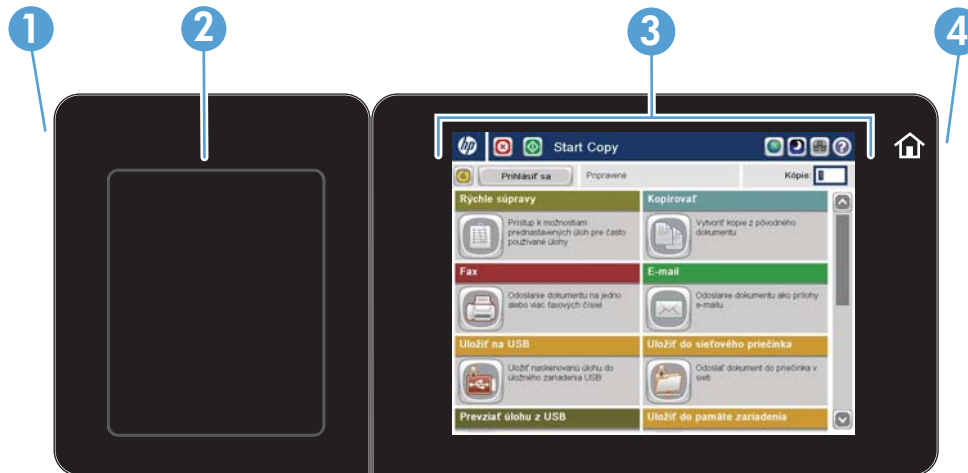 1
2
3
4
hp
Start Copy
?
Prihlásiť sa
Pripravené
Kópie:
1
Rýchle súpravy
Prístup k možnostiam
prednastavených úloh pre často
používané úlohy
Kopírovať
Vytvoriť kópie z pôvodného
dokumentu
Fax
Odoslanie dokumentu na jedno
alebo viac faxových čísiel
E-mail
Odoslanie dokumentu ako prílohy
e-mailu
Uložiť na USB
Uložiť naskenovanú úlohu do
úložného zariadenia USB
Uložiť do sieťového priečinka
Odoslať dokument do priečinka v
sieti
Prevziať úlohu z USB
Uložiť do pamäte zariadenia